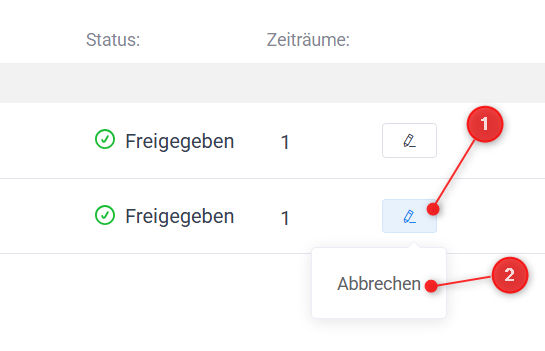 Status: Zeiträume:
Freigegeben 1
1
Freigegeben 1
Abbrechen
2